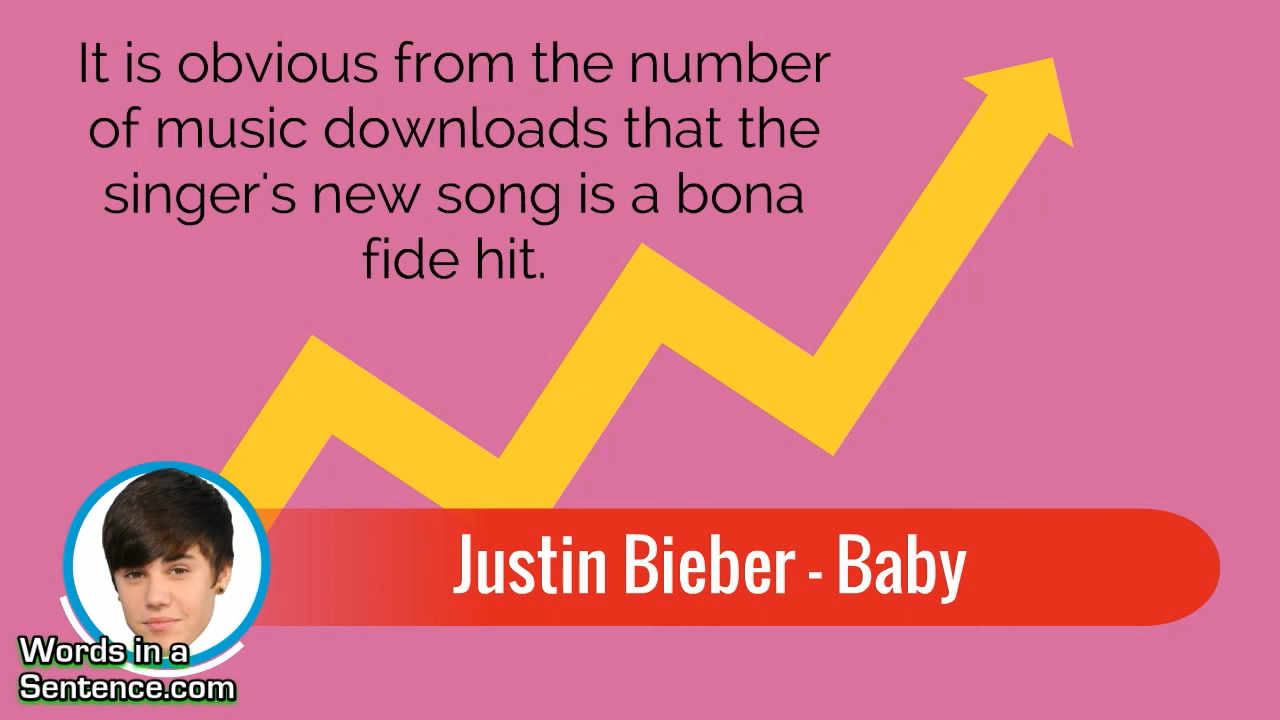 It is obvious from the number
of music downloads that the
singer's new song is a bona
fide hit.
Justin Bieber - Baby
Words in a
Sentence.com